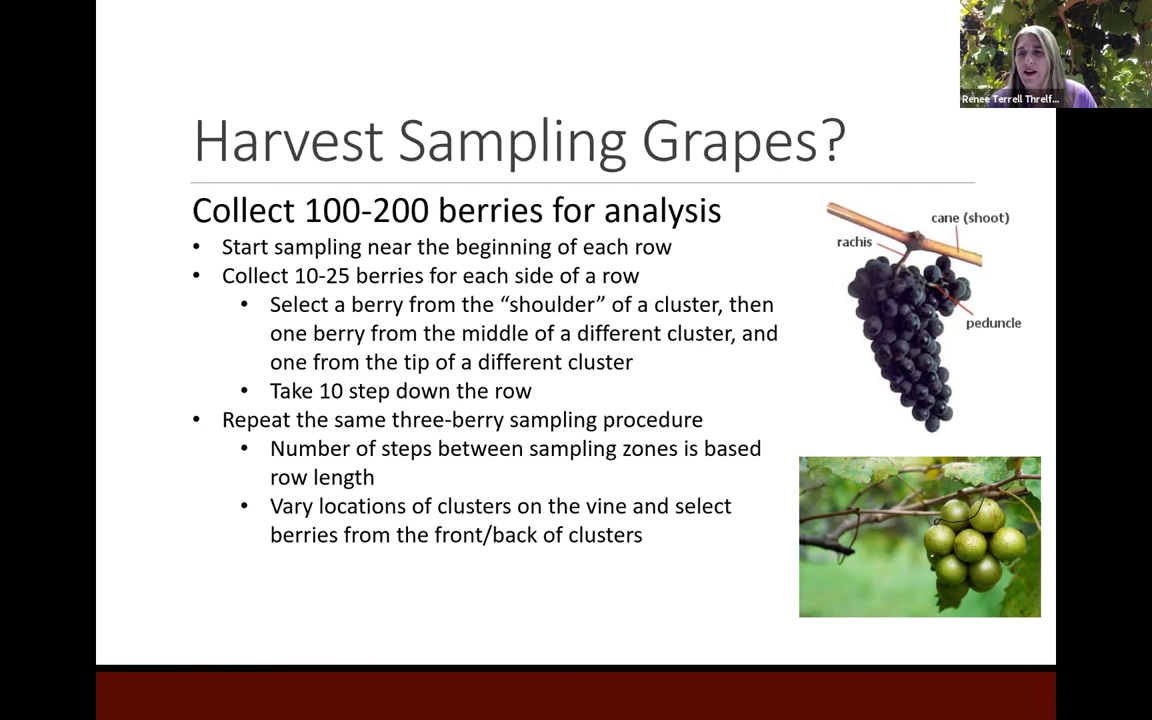 Renee Terrell Threlf...
Harvest Sampling Grapes?
Collect 100-200 berries for analysis
• Start sampling near the beginning of each row
• Collect 10-25 berries for each side of a row
• Select a berry from the “shoulder” of a cluster, then
one berry from the middle of a different cluster, and
one from the tip of a different cluster
• Take 10 step down the row
• Repeat the same three-berry sampling procedure
• Number of steps between sampling zones is based
row length
• Vary locations of clusters on the vine and select
berries from the front/back of clusters
cane (shoot)
rachis
peduncle